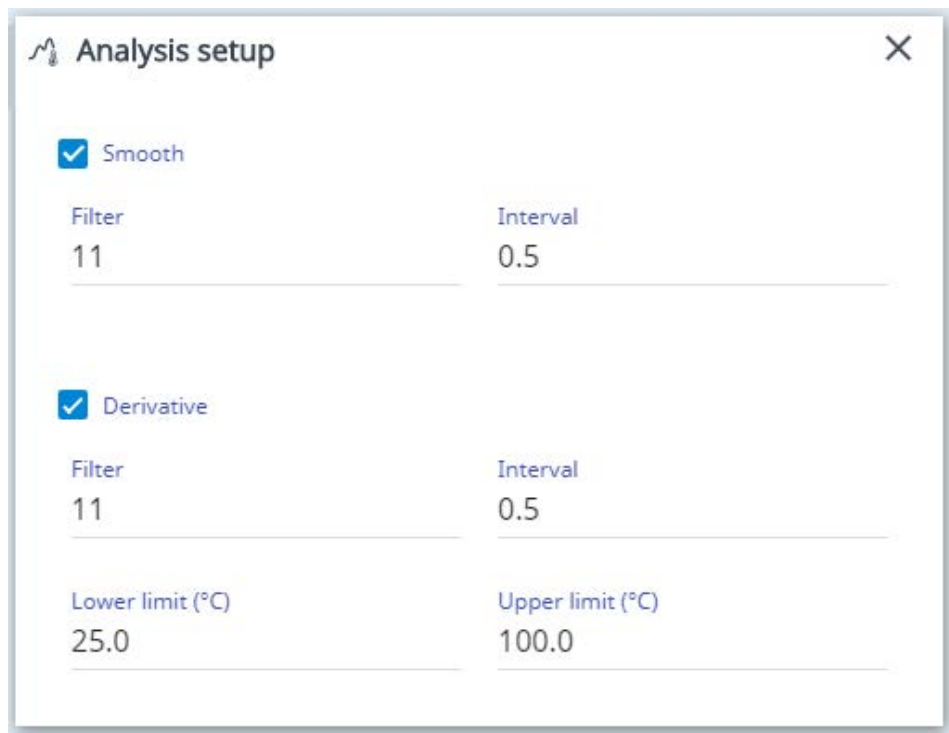 Analysis setup
Smooth
Filter
Interval
11
0.5
Derivative
Filter
Interval
11
0.5
Lower limit (°C)
Upper limit (°C)
25.0
100.0